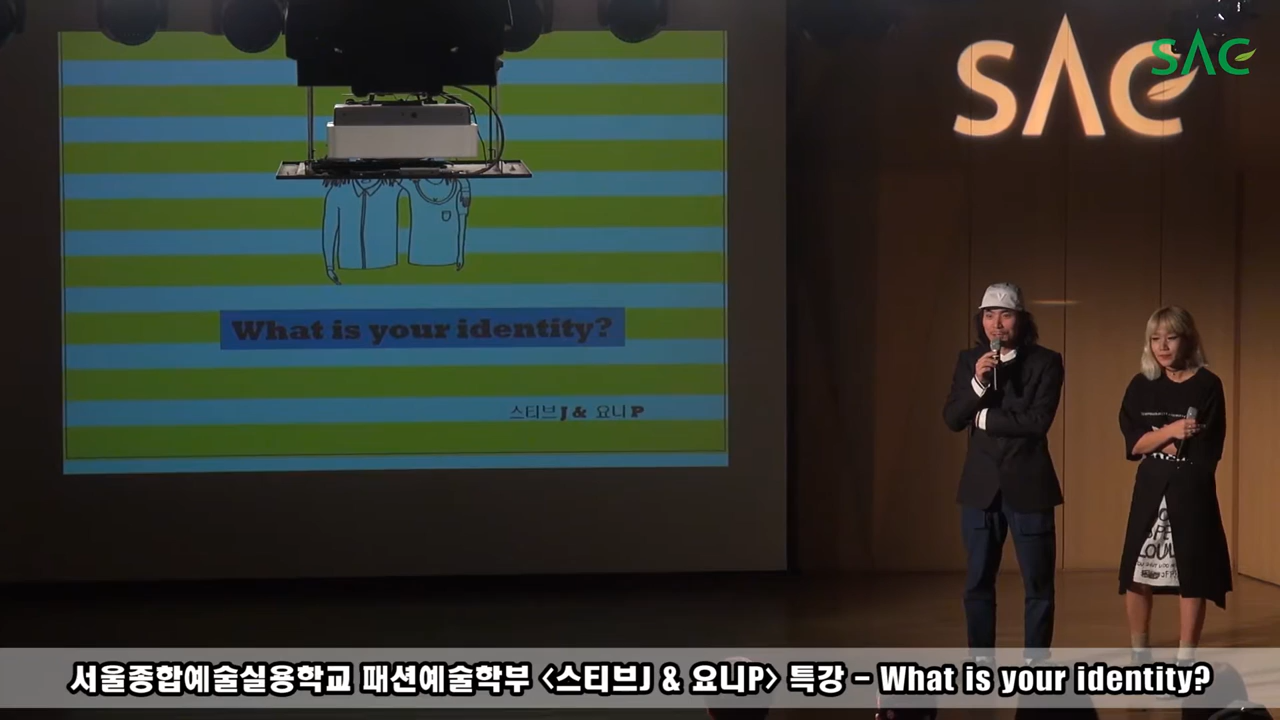 SAC
SAC
What is your identity?
스티브 J & 요니 P
LOUD
서울종합예술실용학교 패션예술학부 <스티브J & 요니P> 특강 - What is your identity?